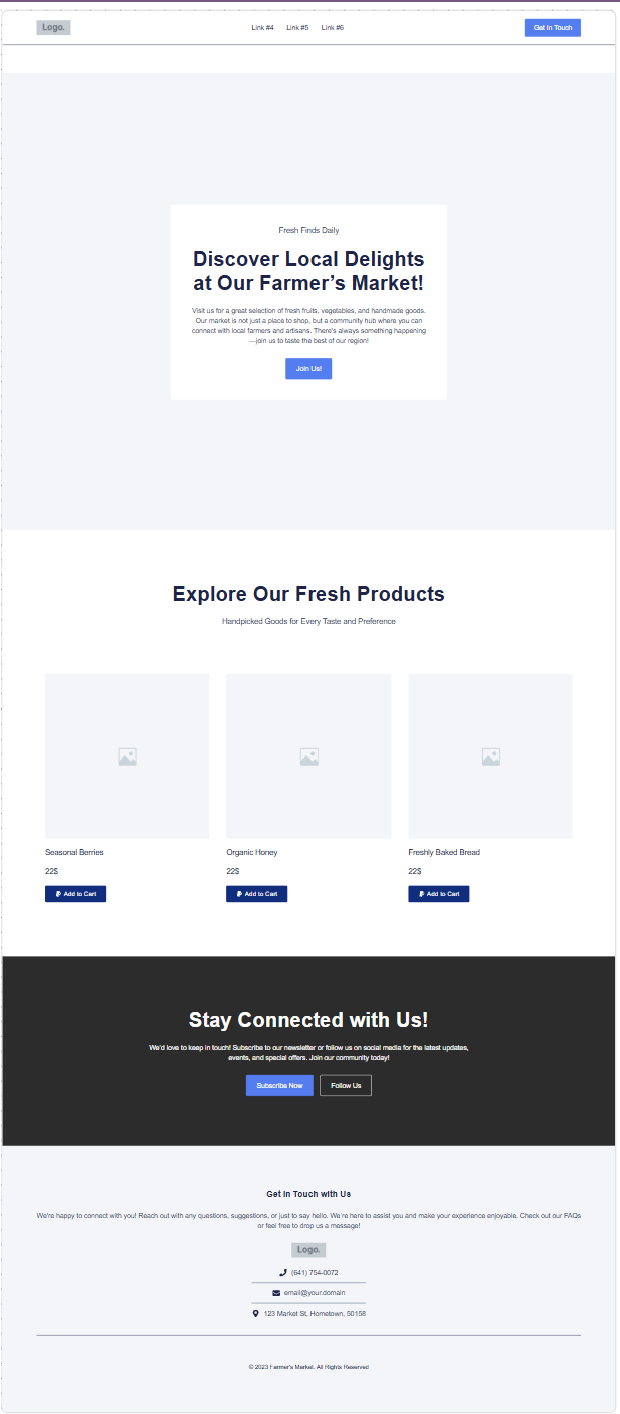 Logo.
Link #4 Link #5 Link #6
Get In Touch
Fresh Finds Daily
Discover Local Delights
at Our Farmer’s Market!
Visit us for a great selection of fresh fruits, vegetables, and handmade goods.
Our market is not just a place to shop, but a community hub where you can
connect with local farmers and artisans. There's always something happening
—join us to taste the best of our region!
Join Us!
Explore Our Fresh Products
Handpicked Goods for Every Taste and Preference
Seasonal Berries
22$
Add to Cart
Organic Honey
22$
Add to Cart
Freshly Baked Bread
22$
Add to Cart
Stay Connected with Us!
We'd love to keep in touch! Subscribe to our newsletter or follow us on social media for the latest updates,
events, and special offers. Join our community today!
Subscribe Now
Follow Us
Get in Touch with Us
We're happy to connect with you! Reach out with any questions, suggestions, or just to say hello. We're here to assist you and make your experience enjoyable. Check out our FAQs
or feel free to drop us a message!
Logo.
(641) 754-0072
email@your.domain
123 Market St, Hometown, 50158
© 2023 Farmer's Market. All Rights Reserved